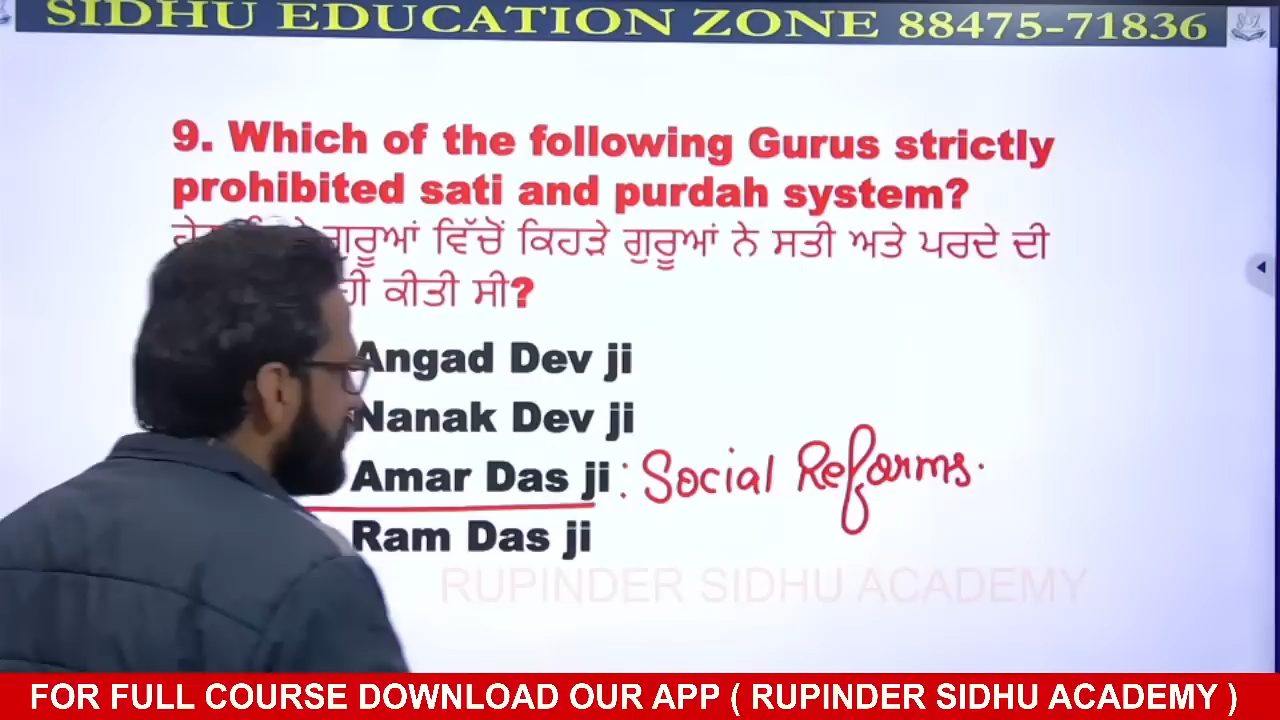 SIDHU EDUCATION ZONE 88475-71836
9. Which of the following Gurus strictly
prohibited sati and purdah system?
ਗੁਰੂਆਂ ਵਿੱਚੋਂ ਕਿਹੜੇ ਗੁਰੂਆਂ ਨੇ ਸਤੀ ਅਤੇ ਪਰਦੇ ਦੀ
ਕੀਤੀ ਸੀ?
Angad Dev ji
Nanak Dev ji
Amar Das ji : Social Reforms.
Ram Das ji
RUPINDER SIDHU ACADEMY
FOR FULL COURSE DOWNLOAD OUR APP ( RUPINDER SIDHU ACADEMY )